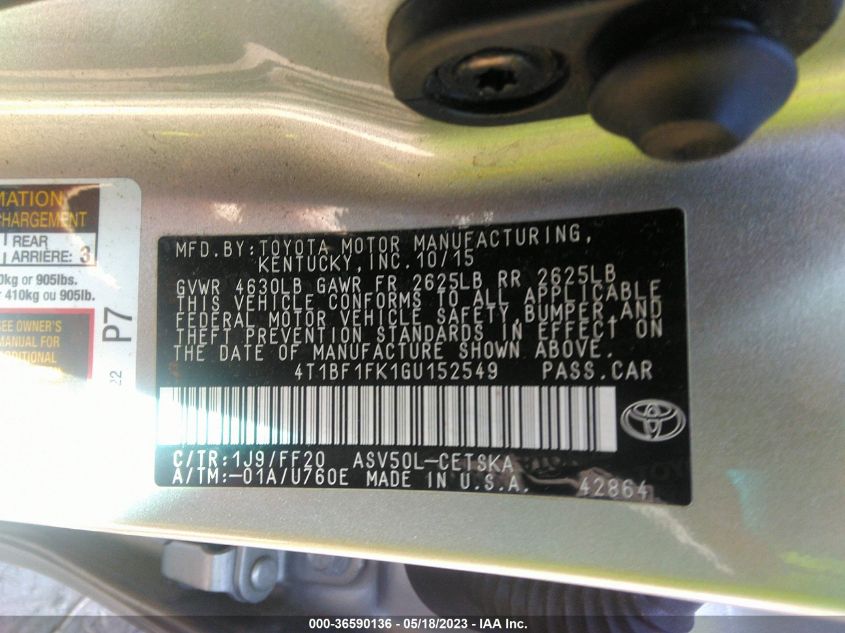 MATION
CHARGEMENT
REAR
ARRIÈRE: 3
0kg or 905lbs.
410kg ou 905lb.
SEE OWNER'S
MANUAL FOR
ADDITIONAL
P7
22
MFD.BY:TOYOTA MOTOR MANUFACTURING,
KENTUCKY,INC.10/15
GVWR 4630LB GAWR FR 2625LB RR 2625LB
THIS VEHICLE CONFORMS TO ALL APPLICABLE
FEDERAL MOTOR VEHICLE SAFETY,BUMPER,AND
THEFT PREVENTION STANDARDS IN EFFECT ON
THE DATE OF MANUFACTURE SHOWN ABOVE.
4T1BF1FK1GU152549 PASS.CAR
C/TR:1J9/FF20 ASV50L-CETSKA
A/TM:-01A/U760E MADE IN U.S.A. 42864
000-36590136 - 05/18/2023 - IAA Inc.